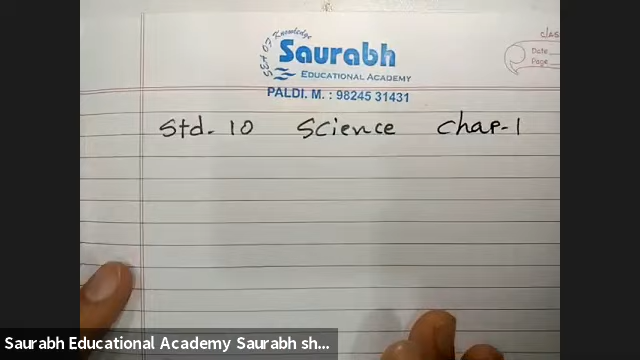 SEA OF Knowledge
Saurabh
EDUCATIONAL ACADEMY
PALDI. M. : 98245 31431
CLAS
Date
Page
Std. 10 Science Chap-1
Saurabh Educational Academy Saurabh sh...